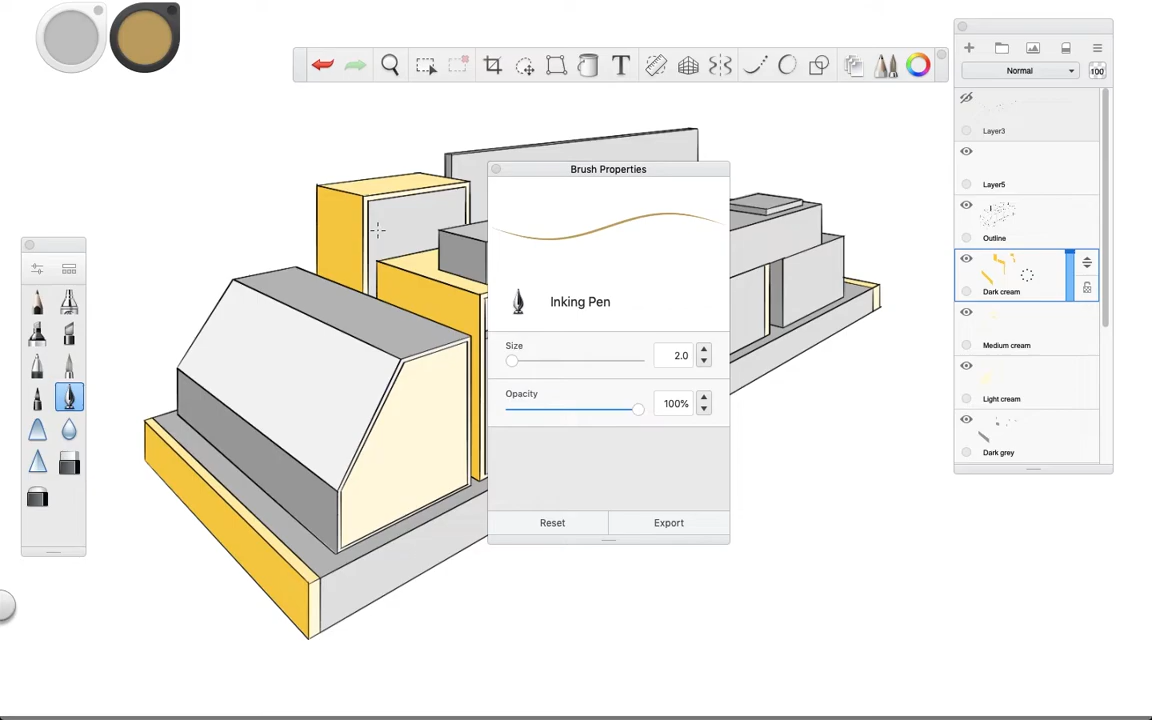 Normal
100
Layer3
Layer5
Outline
Dark cream
Medium cream
Light cream
Dark grey
Brush Properties
Inking Pen
Size
2.0
Opacity
100%
Reset
Export